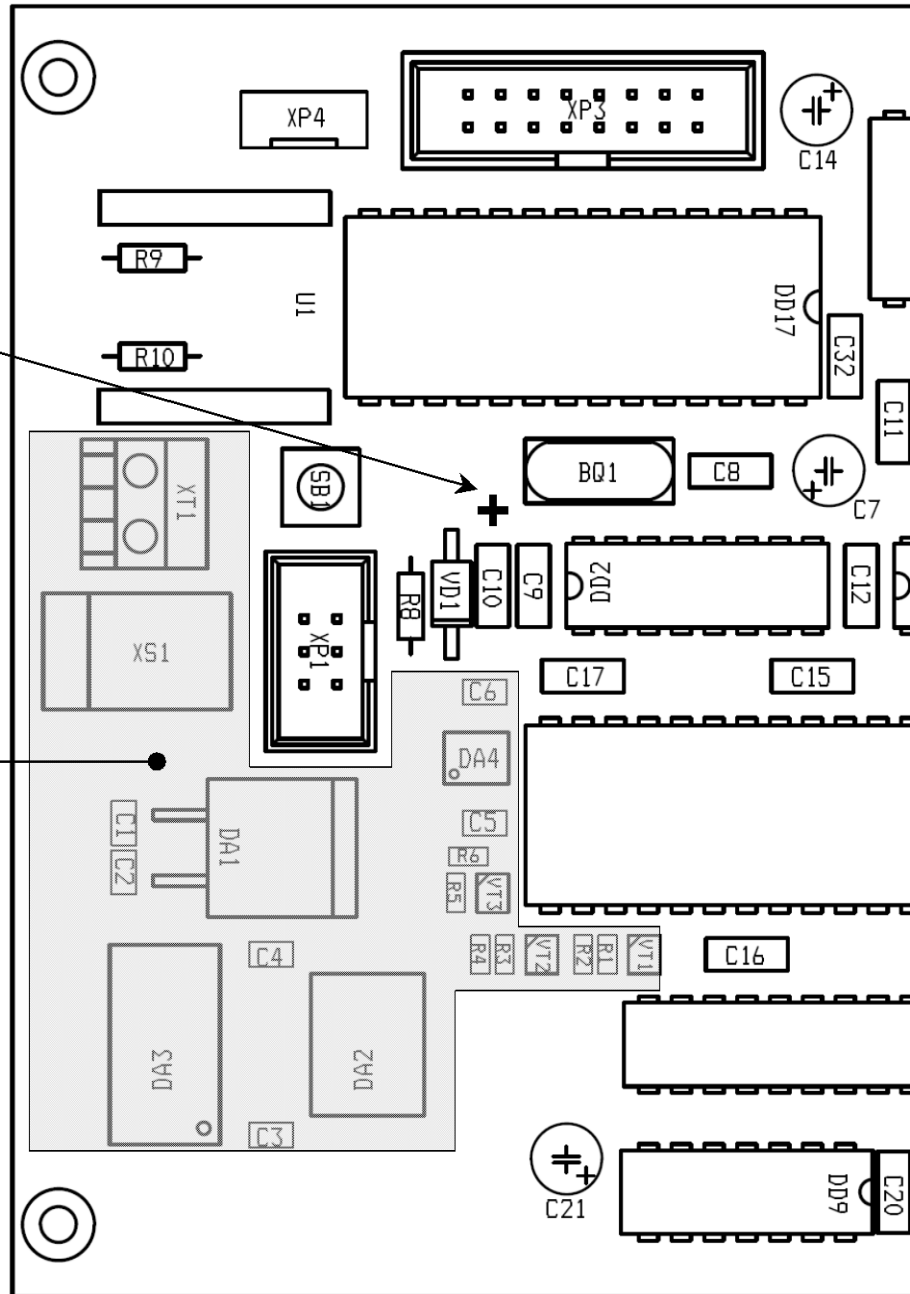 XP4
XP3
C14
R9
U1
DD17
R10
C32
C11
XT1
SB1
BQ1
C8
C7
XS1
XP1
R8
VD1
C10
C9
DD2
C12
C17
C15
C6
DA4
C1
C2
DA1
C5
R6
R5
VT3
C4
R4
R3
VT2
R2
R1
VT1
C16
DA3
DA2
C3
C21
DD9
C20